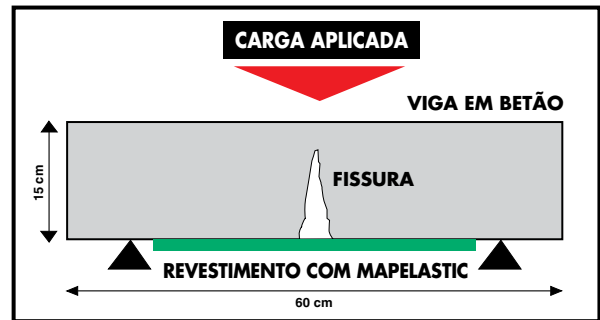 CARGA APLICADA
VIGA EM BETÃO
15 cm
FISSURA
REVESTIMENTO COM MAPELASTIC
60 cm